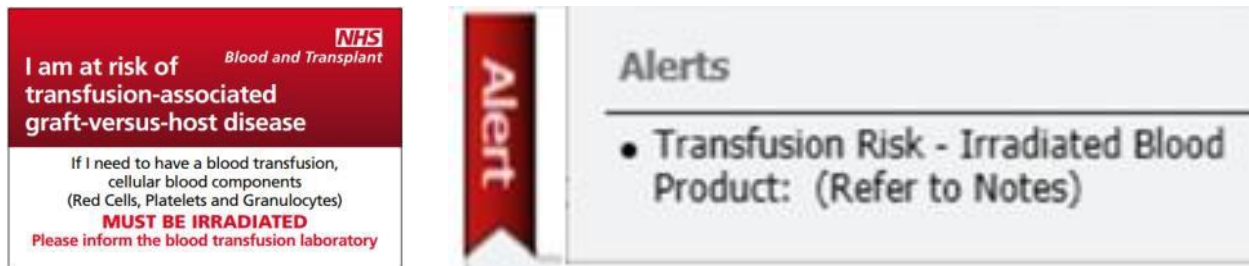 NHS
Blood and Transplant
I am at risk of
transfusion-associated
graft-versus-host disease
If I need to have a blood transfusion,
cellular blood components
(Red Cells, Platelets and Granulocytes)
MUST BE IRRADIATED
Please inform the blood transfusion laboratory
Alert
Alerts
• Transfusion Risk - Irradiated Blood
Product: (Refer to Notes)